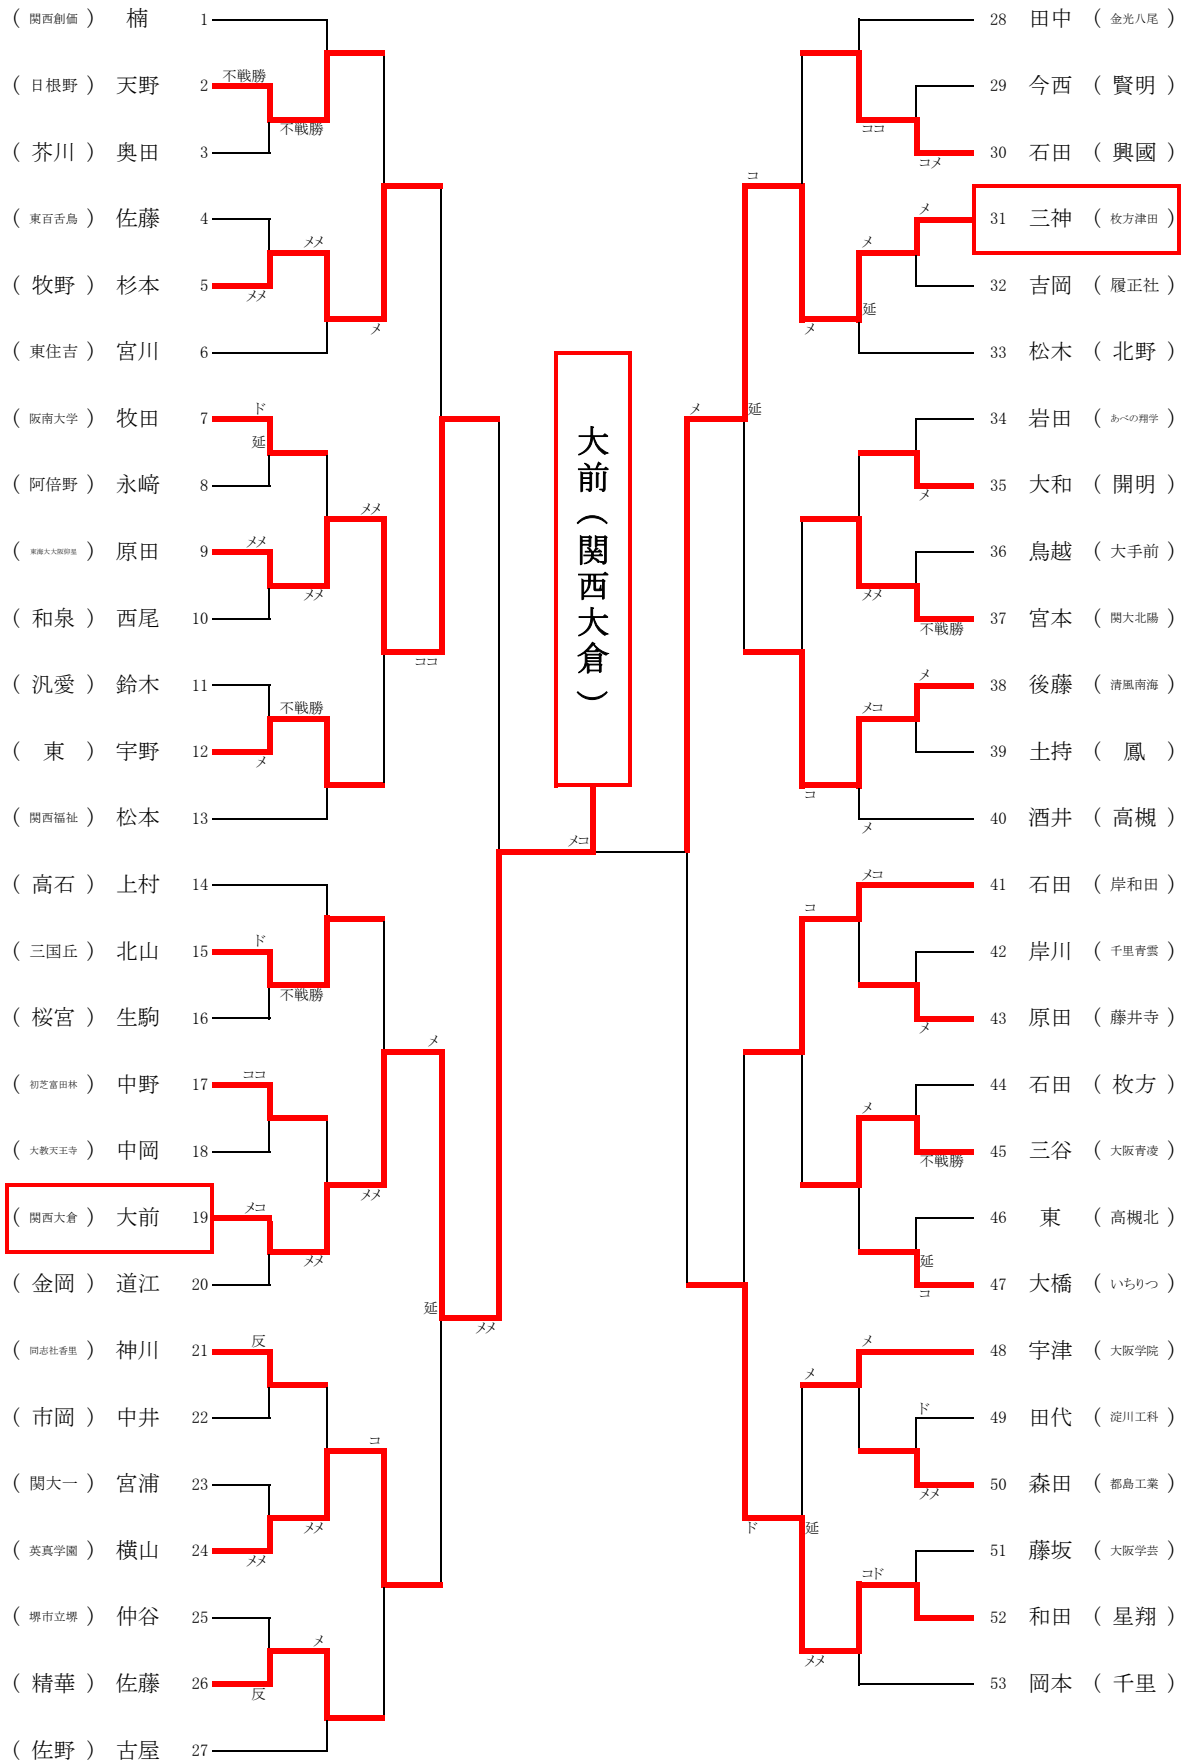 ( 関西創価 ) 楠 1
不戦勝
( 日根野 ) 天野 2
不戦勝
( 芥川 ) 奥田 3
( 東百舌鳥 ) 佐藤 4
メメ
( 牧野 ) 杉本 5
メメ
メ
( 東住吉 ) 宮川 6
ド
( 阪南大学 ) 牧田 7
延
( 阿倍野 ) 永﨑 8
メメ
メメ
( 東海大大阪仰星 ) 原田 9
メメ
( 和泉 ) 西尾 10
ココ
( 汎愛 ) 鈴木 11
不戦勝
( 東 ) 宇野 12
メ
( 関西福祉 ) 松本 13
( 高石 ) 上村 14
ド
( 三国丘 ) 北山 15
不戦勝
( 桜宮 ) 生駒 16
メ
ココ
( 初芝富田林 ) 中野 17
( 大教天王寺 ) 中岡 18
メメ
メコ
( 関西大倉 ) 大前 19
メメ
( 金岡 ) 道江 20
延
メメ
反
( 同志社香里 ) 神川 21
( 市岡 ) 中井 22
コ
( 関大一 ) 宮浦 23
メメ
( 英真学園 ) 横山 24
メメ
( 堺市立堺 ) 仲谷 25
メ
( 精華 ) 佐藤 26
反
( 佐野 ) 古屋 27
大前(関西大倉)
メコ
28 田中 ( 金光八尾 )
29 今西 ( 賢明 )
ココ
30 石田 ( 興國 )
コメ
コ
メ
31 三神 ( 枚方津田 )
メ
32 吉岡 ( 履正社 )
延
メ
33 松木 ( 北野 )
メ
延
34 岩田 ( あべの翔学 )
35 大和 ( 開明 )
メ
36 鳥越 ( 大手前 )
メメ
37 宮本 ( 関大北陽 )
不戦勝
メ
38 後藤 ( 清風南海 )
メコ
39 土持 ( 鳳 )
コ
40 酒井 ( 高槻 )
メ
メコ
41 石田 ( 岸和田 )
コ
42 岸川 ( 千里青雲 )
43 原田 ( 藤井寺 )
メ
44 石田 ( 枚方 )
メ
45 三谷 ( 大阪青凌 )
不戦勝
46 東 ( 高槻北 )
延
47 大橋 ( いちりつ )
コ
メ
48 宇津 ( 大阪学院 )
メ
ド
49 田代 ( 淀川工科 )
50 森田 ( 都島工業 )
メメ
ド
延
51 藤坂 ( 大阪学芸 )
コド
52 和田 ( 星翔 )
メメ
53 岡本 ( 千里 )